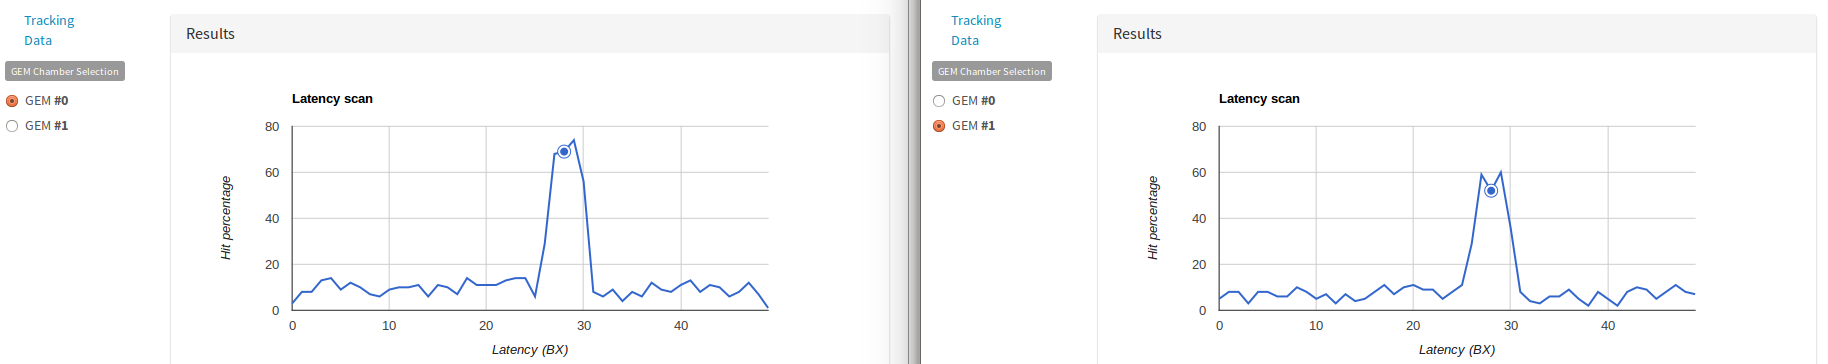 Tracking
Data
GEM Chamber Selection
GEM #0
GEM #1
Results
Latency scan
80
60
40
20
0
Hit percentage
0 10 20 30 40
Latency (BX)
Tracking
Data
GEM Chamber Selection
GEM #0
GEM #1
Results
Latency scan
80
60
40
20
0
Hit percentage
0 10 20 30 40
Latency (BX)